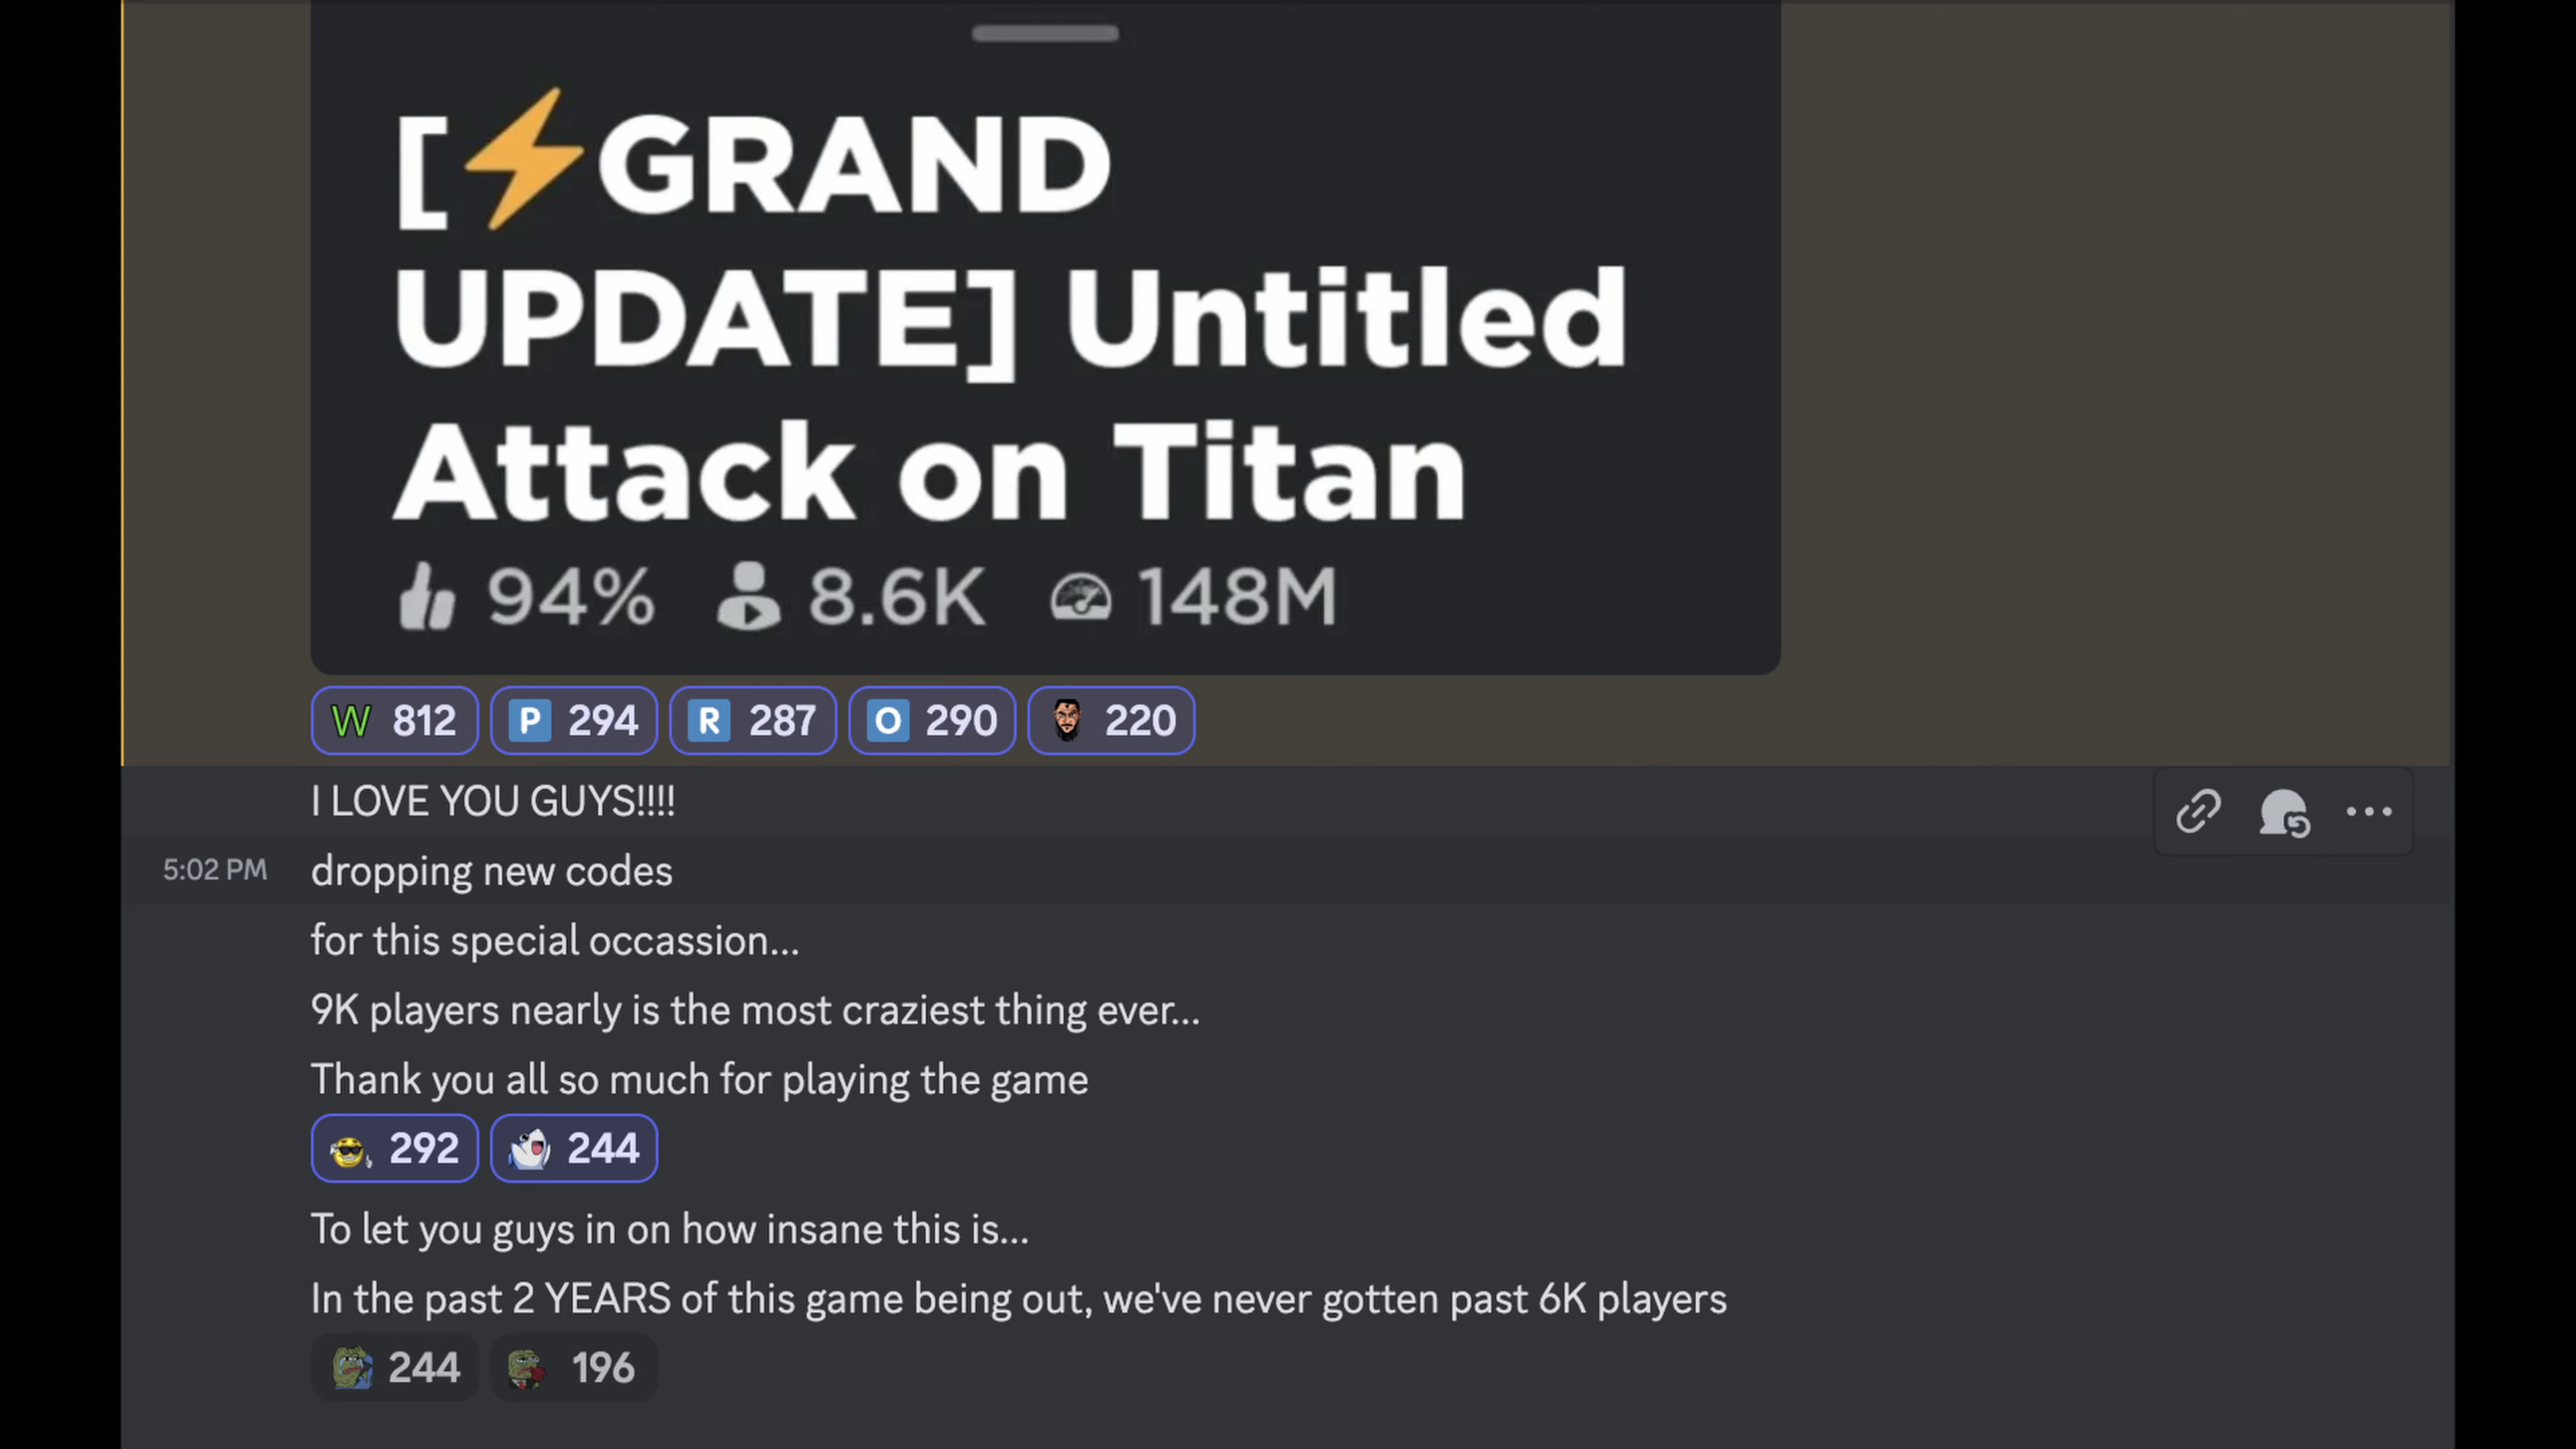 [⚡GRAND
UPDATE] Untitled
Attack on Titan
94% 8.6K 148M
W 812 P 294 R 287 O 290 220
I LOVE YOU GUYS!!!!
5:02 PM dropping new codes
for this special occassion...
9K players nearly is the most craziest thing ever...
Thank you all so much for playing the game
292 244
To let you guys in on how insane this is...
In the past 2 YEARS of this game being out, we've never gotten past 6K players
244 196